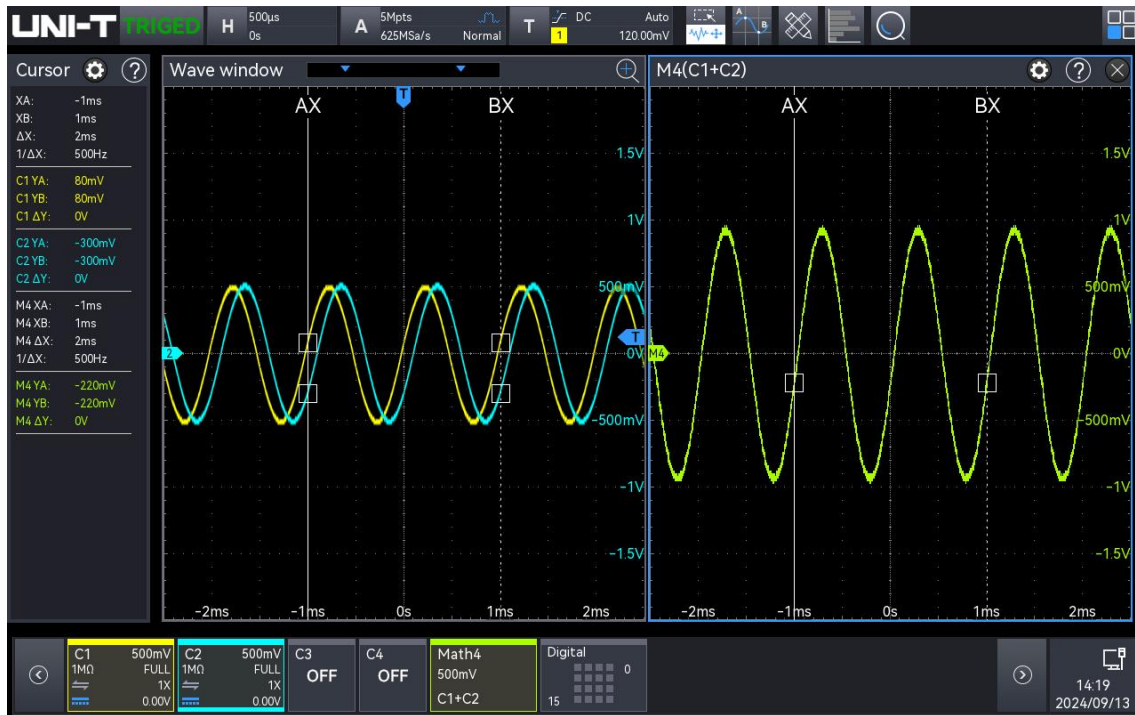 UNI-T TRIGED H 500µs 0s A 5Mpts 625MSa/s Normal T DC 1 Auto 120.00mV A B
Cursor ?
XA: -1ms
XB: 1ms
ΔX: 2ms
1/ΔX: 500Hz
C1 YA: 80mV
C1 YB: 80mV
C1 ΔY: 0V
C2 YA: -300mV
C2 YB: -300mV
C2 ΔY: 0V
M4 XA: -1ms
M4 XB: 1ms
M4 ΔX: 2ms
1/ΔX: 500Hz
M4 YA: -220mV
M4 YB: -220mV
M4 ΔY: 0V
Wave window
T
AX BX
1.5V
1V
500mV
T
2 0V
-500mV
-1V
-1.5V
-2ms -1ms 0s 1ms 2ms
M4(C1+C2) ?
AX BX
1.5V
1V
500mV
M4 0V
-500mV
-1V
-1.5V
-2ms -1ms 0s 1ms 2ms
C1 500mV
1MΩ FULL
1X
0.00V
C2 500mV
1MΩ FULL
1X
0.00V
C3
OFF
C4
OFF
Math4
500mV
C1+C2
Digital
0
15
14:19
2024/09/13